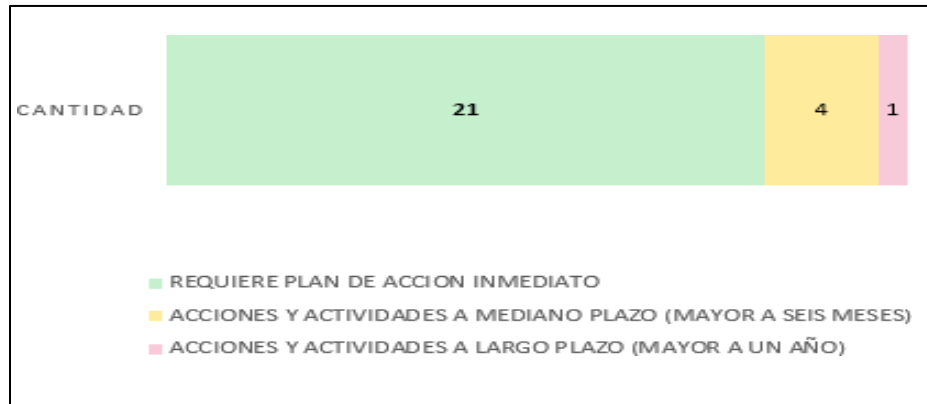 CANTIDAD
21
4
1
REQUIERE PLAN DE ACCION INMEDIATO
ACCIONES Y ACTIVIDADES A MEDIANO PLAZO (MAYOR A SEIS MESES)
ACCIONES Y ACTIVIDADES A LARGO PLAZO (MAYOR A UN AÑO)